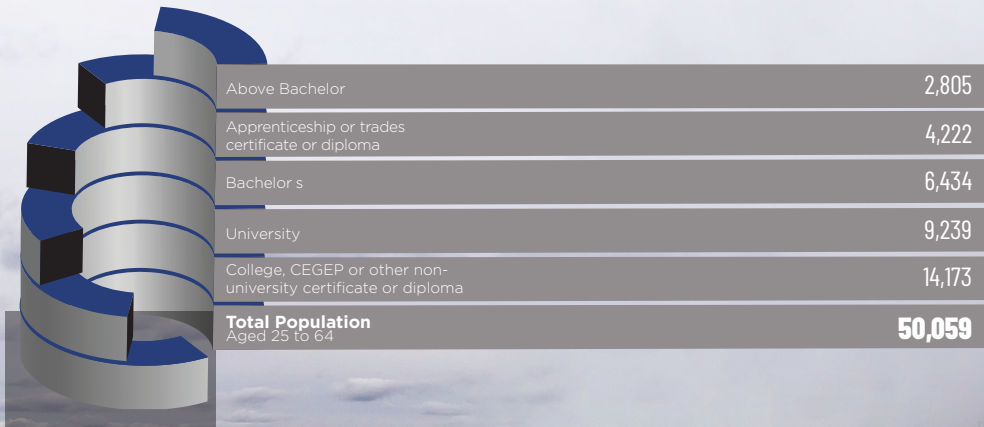 Above Bachelor
2,805
Apprenticeship or trades
certificate or diploma
4,222
Bachelor s
6,434
University
9,239
College, CEGEP or other non-
university certificate or diploma
14,173
Total Population
Aged 25 to 64
50,059